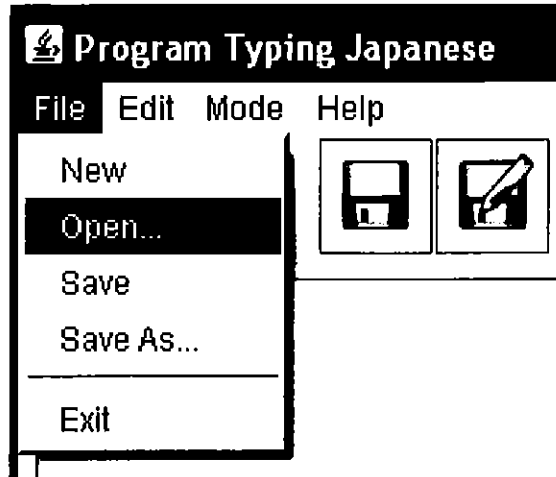 Program Typing Japanese
File Edit Mode Help
New
Open...
Save
Save As...
Exit